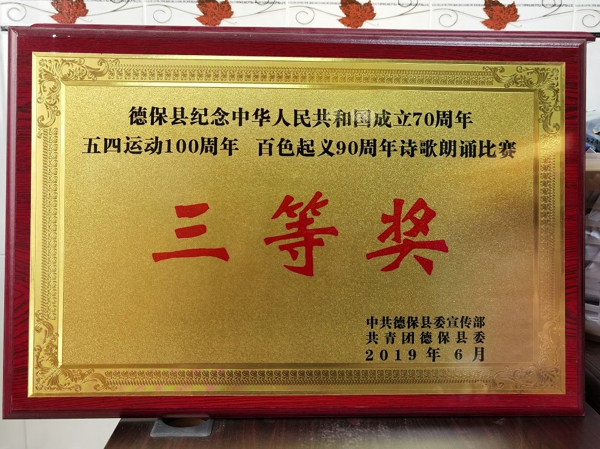 德保县纪念中华人民共和国成立70周年
五四运动100周年 百色起义90周年诗歌朗诵比赛
三等奖
中共德保县委宣传部
共青团德保县委
2019年6月